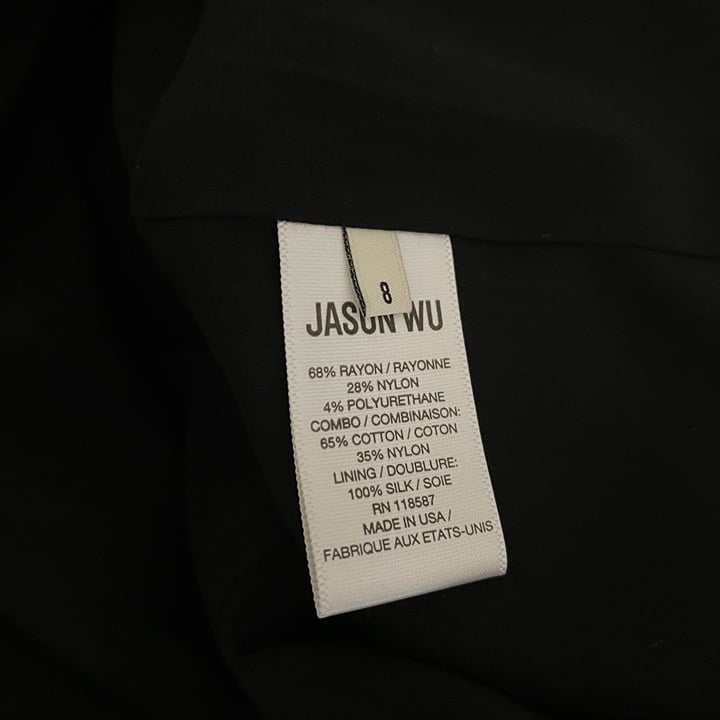 8
JASON WU
68% RAYON / RAYONNE
28% NYLON
4% POLYURETHANE
COMBO / COMBINAISON:
65% COTTON / COTON
35% NYLON
LINING / DOUBLURE:
100% SILK / SOIE
RN 118587
MADE IN USA /
FABRIQUE AUX ETATS-UNIS